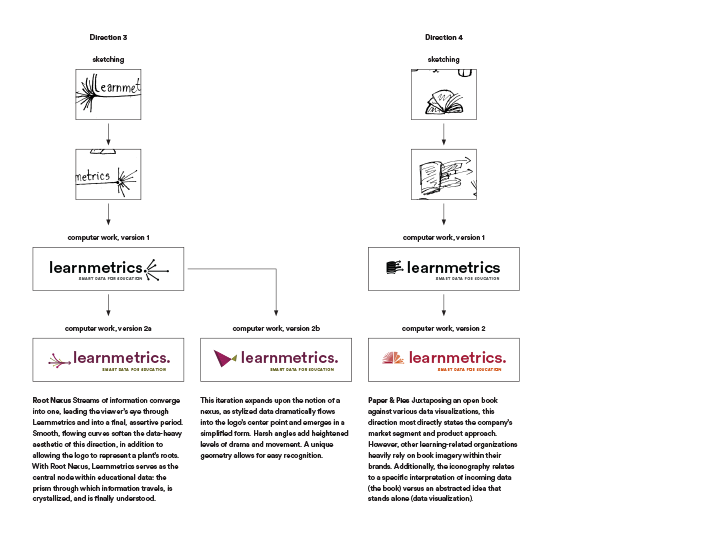 Direction 3
sketching
Learnmet
metrics
computer work, version 1
learnmetrics.
SMART DATA FOR EDUCATION
computer work, version 2a
learnmetrics.
SMART DATA FOR EDUCATION
Root Nexus Streams of information converge
into one, leading the viewer's eye through
Learnmetrics and into a final, assertive period.
Smooth, flowing curves soften the data-heavy
aesthetic of this direction, in addition to
allowing the logo to represent a plant's roots.
With Root Nexus, Learnmetrics serves as the
central node within educational data: the
prism through which information travels, is
crystallized, and is finally understood.
computer work, version 2b
learnmetrics.
SMART DATA FOR EDUCATION
This iteration expands upon the notion of a
nexus, as stylized data dramatically flows
into the logo's center point and emerges in a
simplified form. Harsh angles add heightened
levels of drama and movement. A unique
geometry allows for easy recognition.
Direction 4
sketching
computer work, version 1
learnmetrics
SMART DATA FOR EDUCATION
computer work, version 2
learnmetrics.
SMART DATA FOR EDUCATION
Paper & Pies Juxtaposing an open book
against various data visualizations, this
direction most directly states the company's
market segment and product approach.
However, other learning-related organizations
heavily rely on book imagery within their
brands. Additionally, the iconography relates
to a specific interpretation of incoming data
(the book) versus an abstracted idea that
stands alone (data visualization).